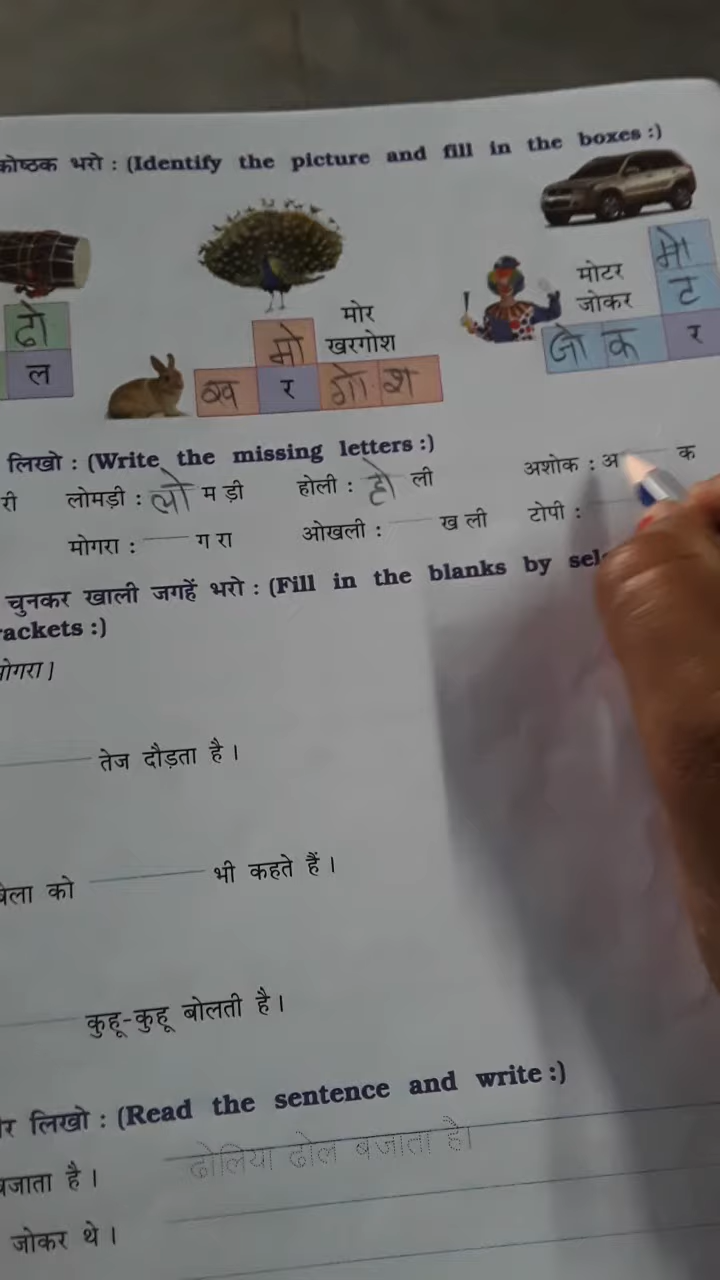 कोष्ठक भरो : (Identify the picture and fill in the boxes :)
मो
मोटर
ट
जोकर
जो क र
ढो
ल
मोर
मो
खरगोश
ख र गो श
लिखो : (Write the missing letters :)
री लोमड़ी : लो म ड़ी होली : हो ली अशोक : अ क
मोगरा : ग रा ओखली : ख ली टोपी :
चुनकर खाली जगहें भरो : (Fill in the blanks by
ackets :)
मोगरा]
तेज दौड़ता है।
बेला को भी कहते हैं।
कुहू-कुहू बोलती है।
लिखो : (Read the sentence and write :)
बजाता है। ढोलिया ढोल बजाता है।
जोकर थे।